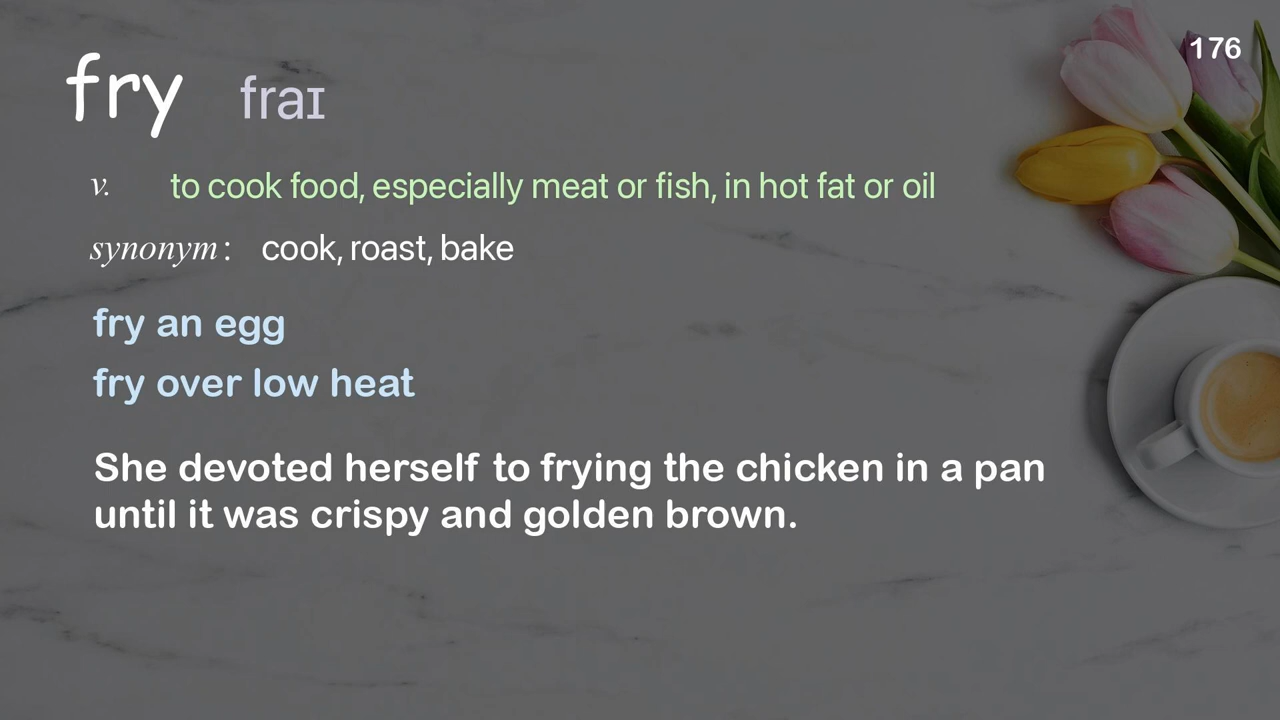 176
fry fraɪ
v. to cook food, especially meat or fish, in hot fat or oil
synonym: cook, roast, bake
fry an egg
fry over low heat
She devoted herself to frying the chicken in a pan
until it was crispy and golden brown.